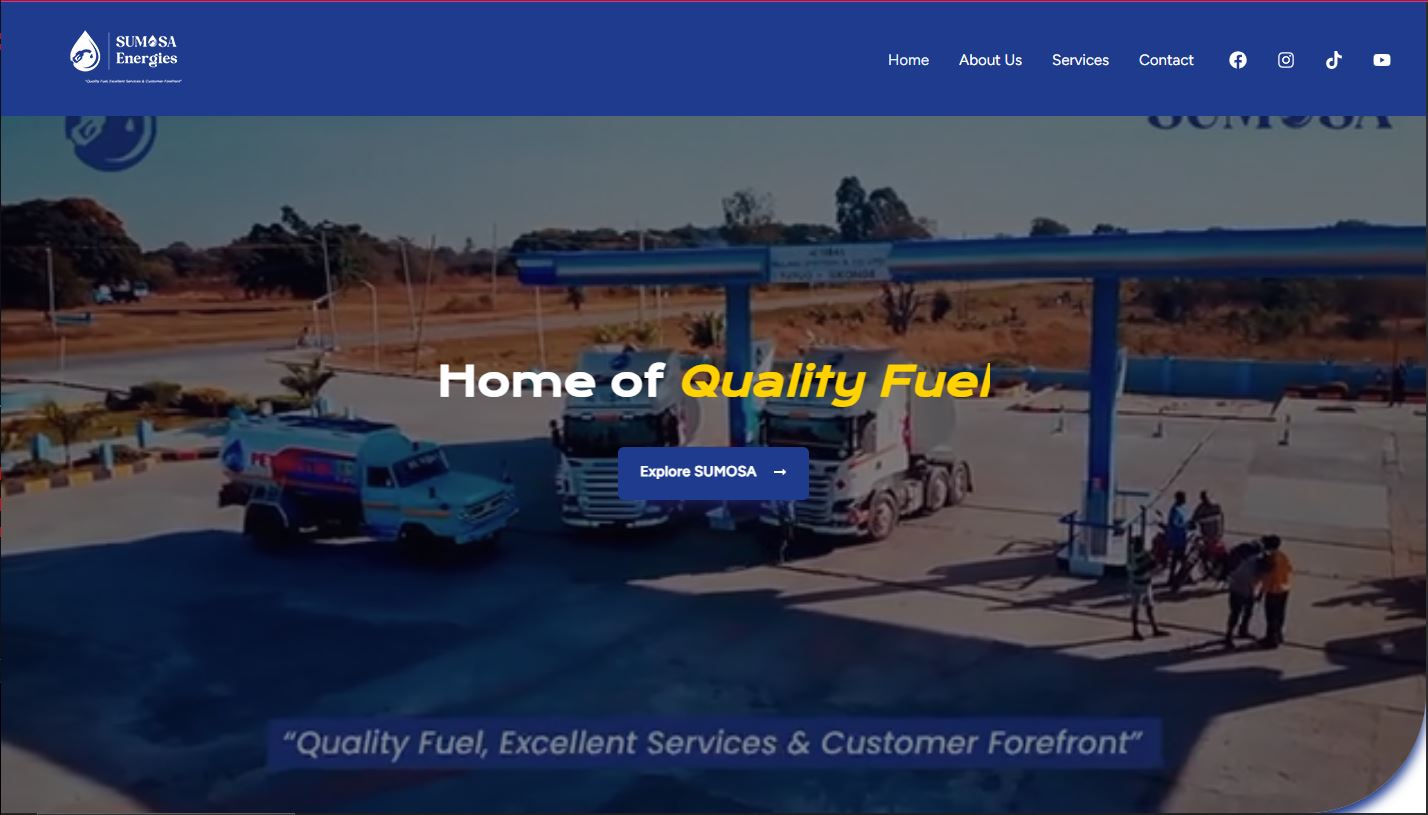 SUMOSA
Energies
"Quality Fuel, Excellent Services & Customer Forefront"
Home
About Us
Services
Contact
SUMOSA
Home of Quality Fuel
Explore SUMOSA
"Quality Fuel, Excellent Services & Customer Forefront"